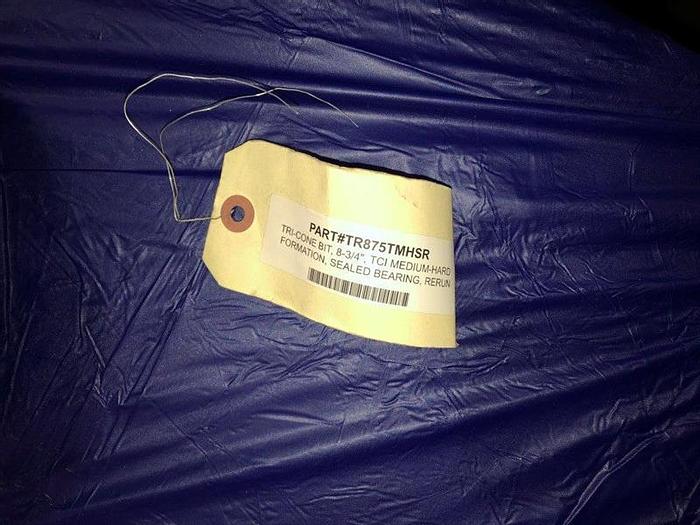 PART#TR875TMHSR
TRI-CONE BIT, 8-3/4", TCI MEDIUM-HARD
FORMATION, SEALED BEARING, RERUN